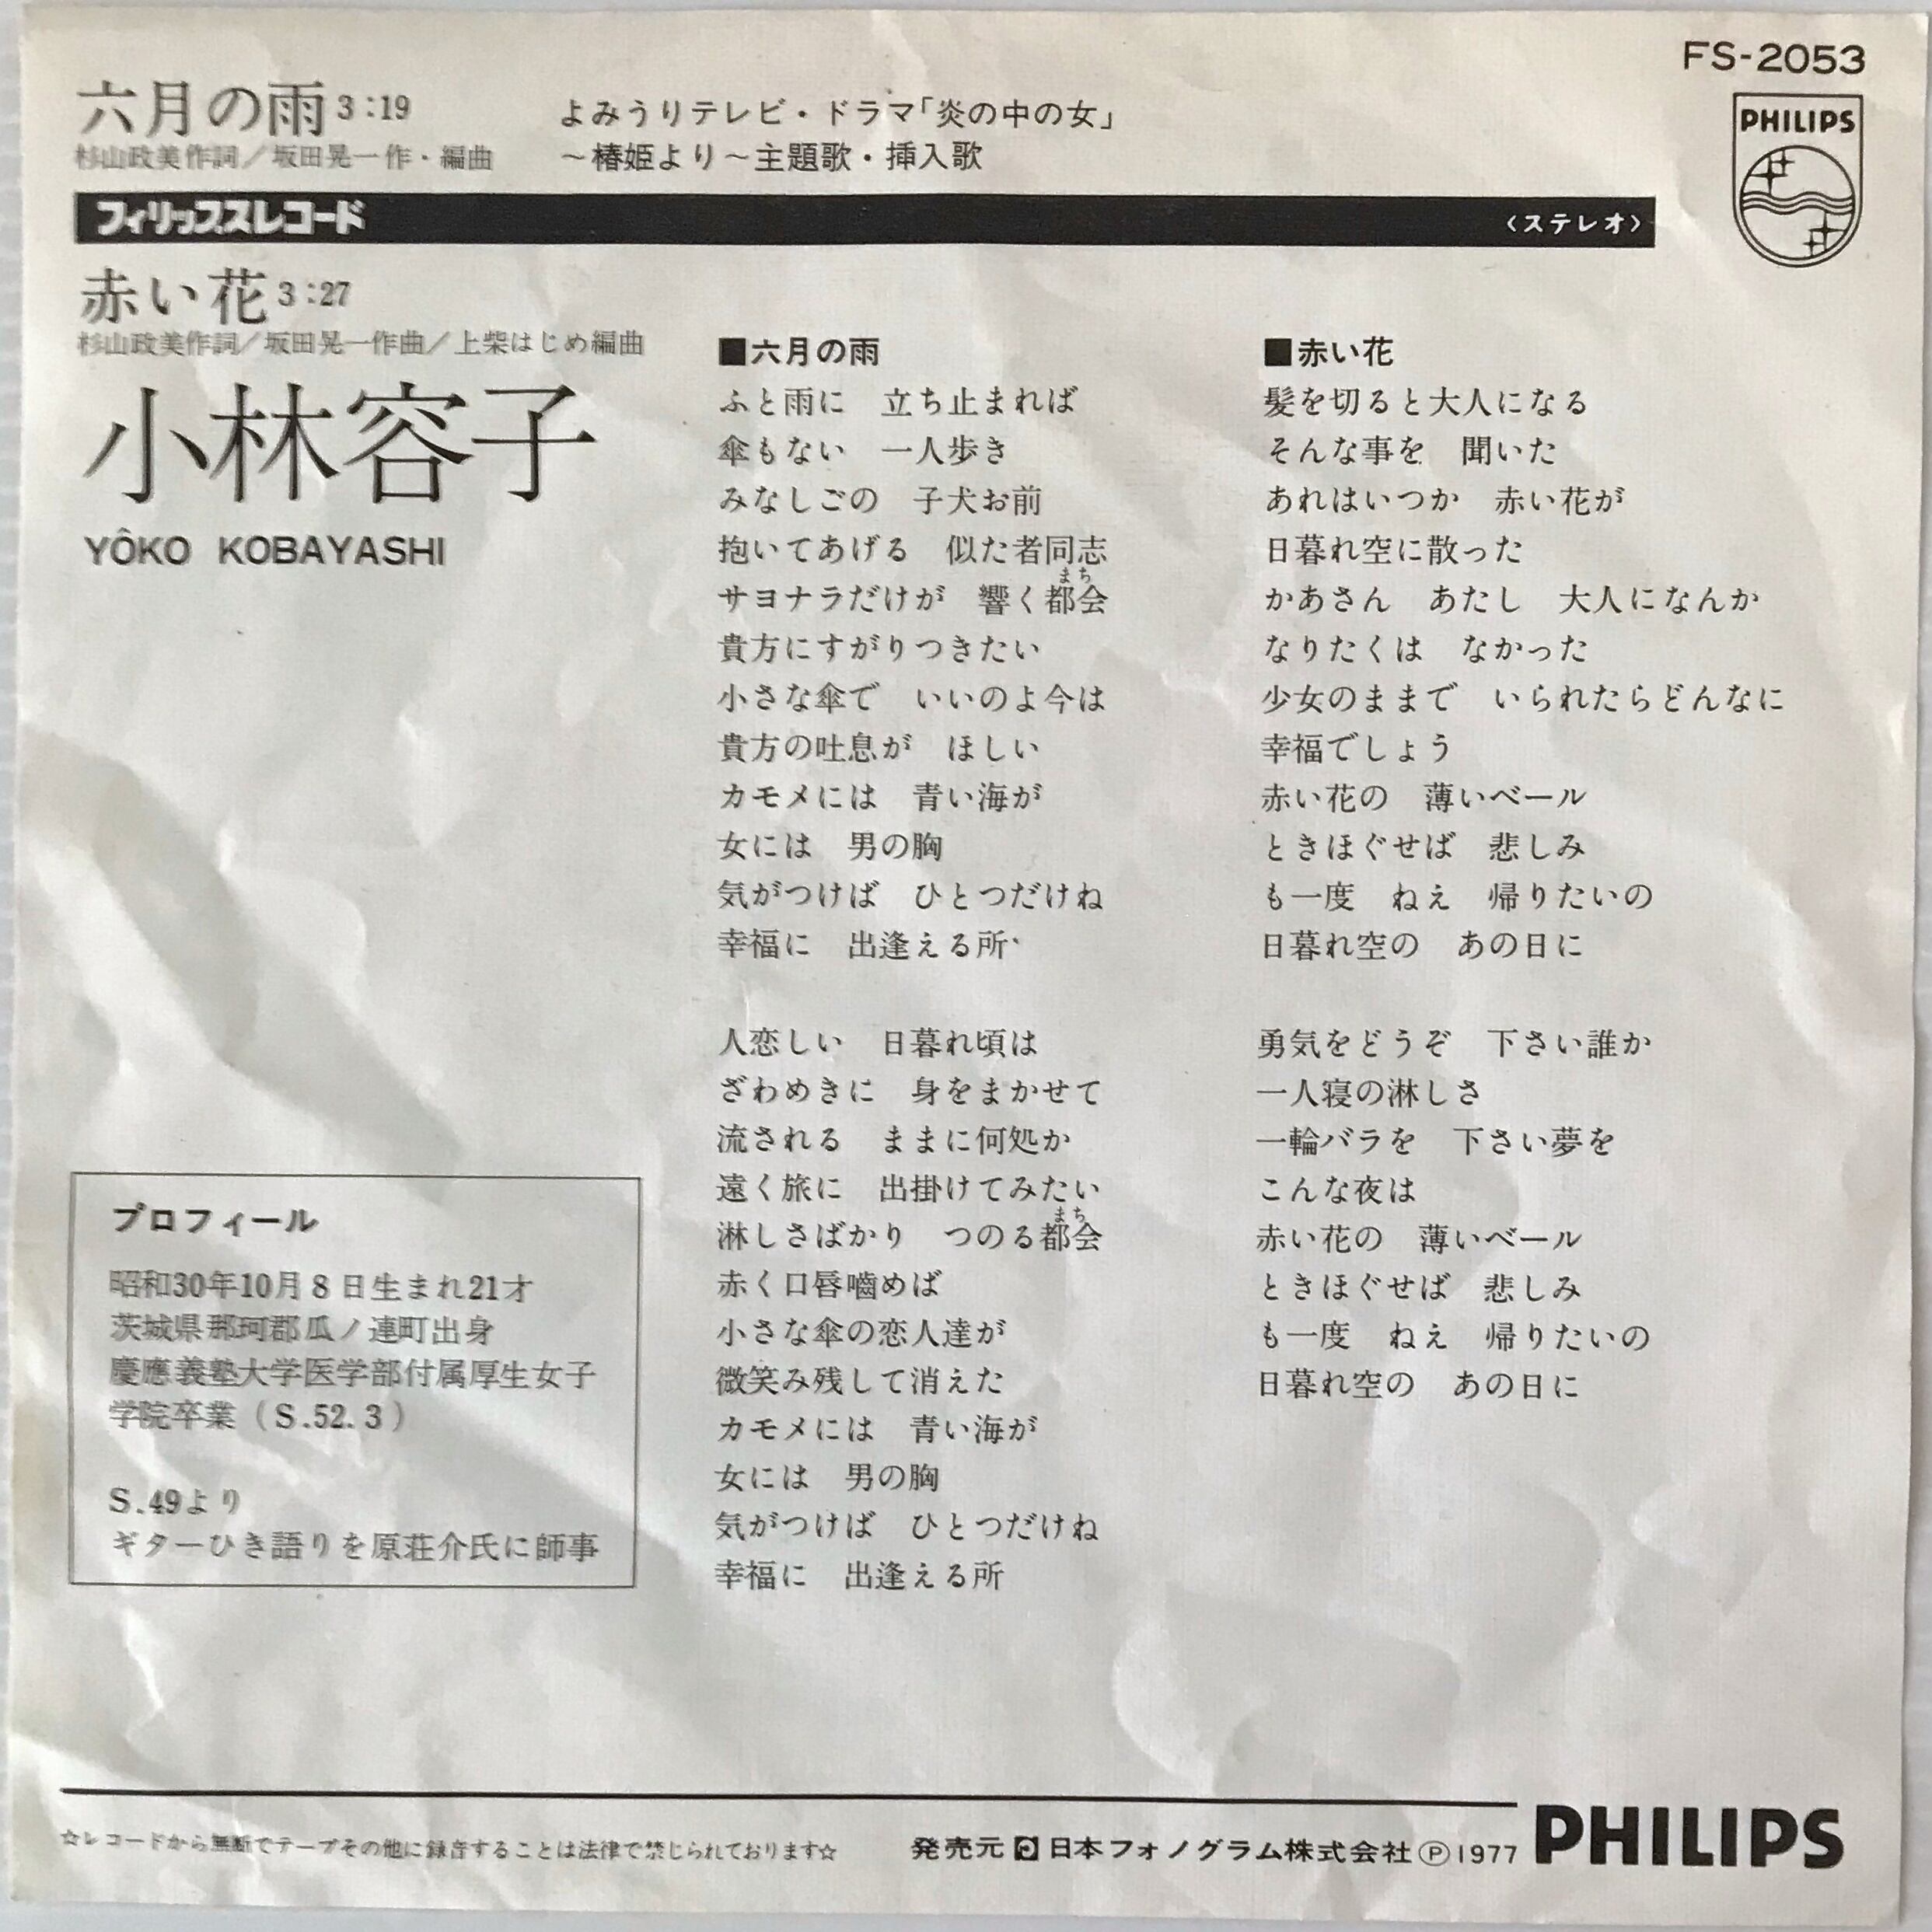 FS-2053
PHILIPS
六月の雨 3:19
杉山政美作詞／坂田晃一作・編曲
よみうりテレビ・ドラマ「炎の中の女」
～椿姫より～主題歌・挿入歌
フィリップスレコード
〈ステレオ〉
赤い花 3:27
杉山政美作詞／坂田晃一作曲／上柴はじめ編曲
小林容子
YÔKO KOBAYASHI
■六月の雨
ふと雨に　立ち止まれば
傘もない　一人歩き
みなしごの　子犬お前
抱いてあげる　似た者同志
サヨナラだけが　響く都会
まち
貴方にすがりつきたい
小さな傘で　いいのよ今は
貴方の吐息が　ほしい
カモメには　青い海が
女には　男の胸
気がつけば　ひとつだけね
幸福に　出逢える所
人恋しい　日暮れ頃は
ざわめきに　身をまかせて
流される　ままに何処か
遠く旅に　出掛けてみたい
淋しさばかり　つのる都会
まち
赤く口唇嚙めば
小さな傘の恋人達が
微笑み残して消えた
カモメには　青い海が
女には　男の胸
気がつけば　ひとつだけね
幸福に　出逢える所
■赤い花
髪を切ると大人になる
そんな事を　聞いた
あれはいつか　赤い花が
日暮れ空に散った
かあさん　あたし　大人になんか
なりたくは　なかった
少女のままで　いられたらどんなに
幸福でしょう
赤い花の　薄いベール
ときほぐせば　悲しみ
も一度　ねえ　帰りたいの
日暮れ空の　あの日に
勇気をどうぞ　下さい誰か
一人寝の淋しさ
一輪バラを　下さい夢を
こんな夜は
赤い花の　薄いベール
ときほぐせば　悲しみ
も一度　ねえ　帰りたいの
日暮れ空の　あの日に
プロフィール
昭和30年10月8日生まれ21才
茨城県那珂郡瓜ノ連町出身
慶應義塾大学医学部付属厚生女子
学院卒業（S.52.3）
S.49より
ギターひき語りを原荘介氏に師事
☆レコードから無断でテープその他に録音することは法律で禁じられております☆
発売元 日本フォノグラム株式会社 Ⓟ1977
PHILIPS